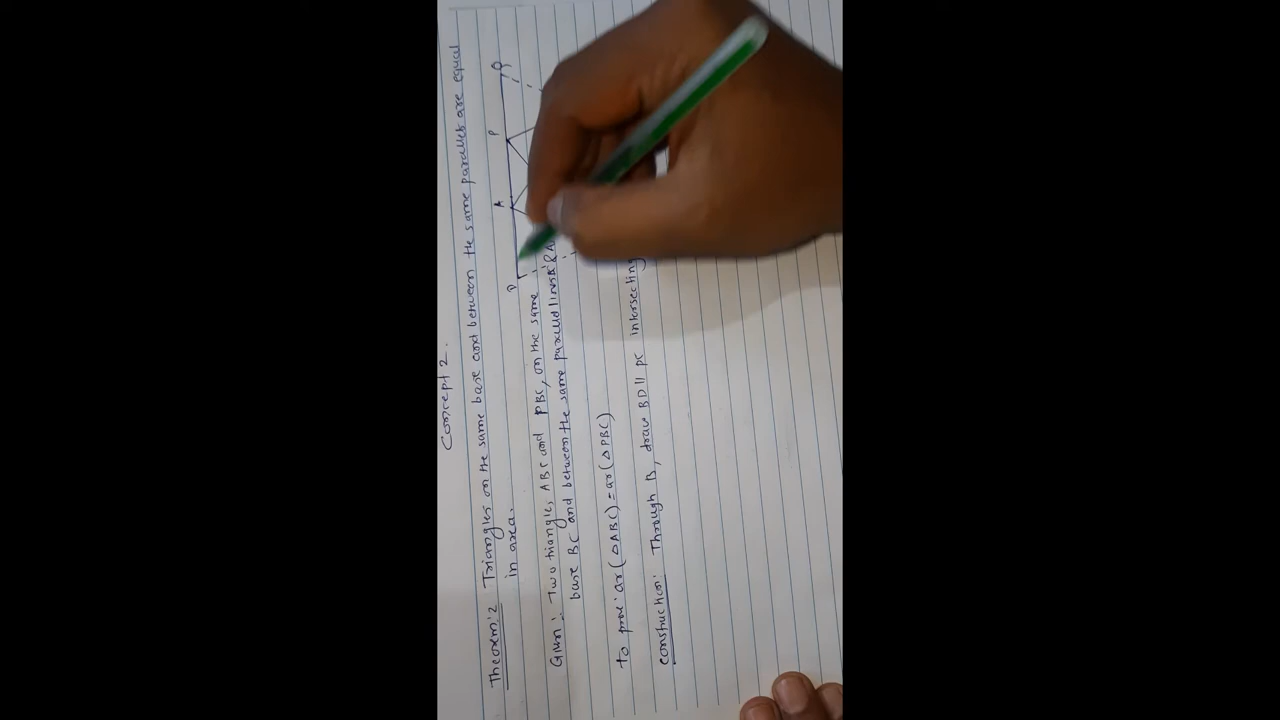 Concept 2.
Theorem: 2 Triangles on the same base and between the same parallels are equal
in area.
Given: Two triangles ABC and PBC, on the same
base BC and between the same parallel lines
To prove: ar(△ABC) = ar(△PBC)
construction: Through B, draw BD || PC intersecting
D
A
P
Q